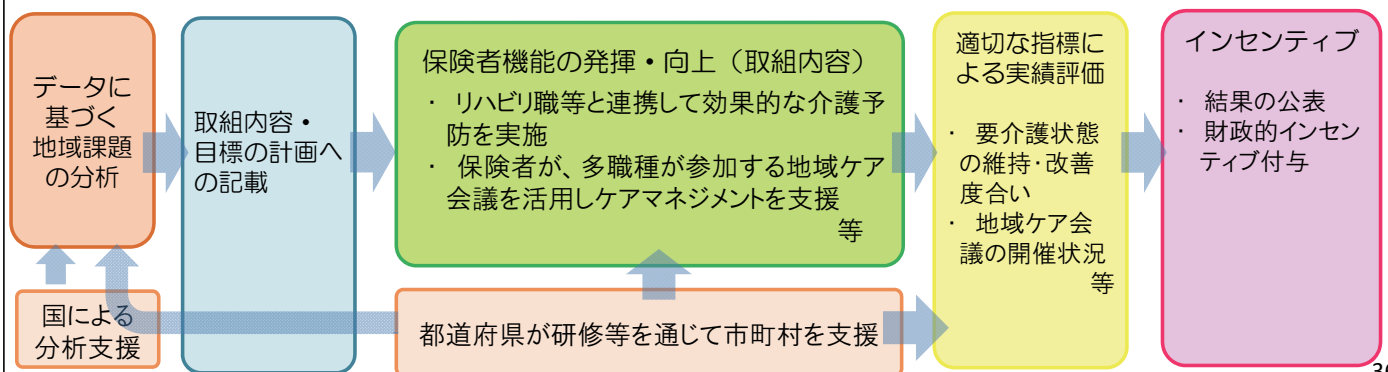 データに
基づく
地域課題
の分析
国による
分析支援
取組内容・
目標の計画へ
の記載
保険者機能の発揮・向上（取組内容）
・ リハビリ職等と連携して効果的な介護予
防を実施
・ 保険者が、多職種が参加する地域ケア
会議を活用しケアマネジメントを支援
等
都道府県が研修等を通じて市町村を支援
適切な指標に
よる実績評価
・ 要介護状態
の維持・改善
度合い
・ 地域ケア会
議の開催状況
等
インセンティブ
・ 結果の公表
・ 財政的インセン
ティブ付与